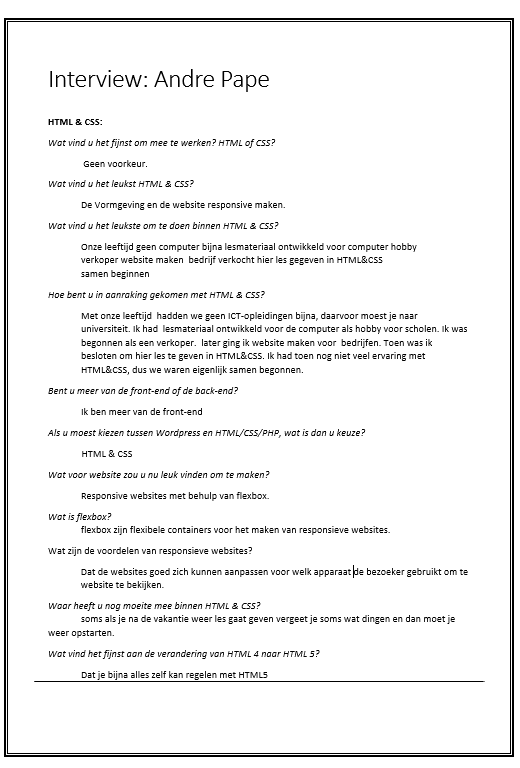 Interview: Andre Pape
HTML & CSS:
Wat vind u het fijnst om mee te werken? HTML of CSS?
Geen voorkeur.
Wat vind u het leukst HTML & CSS?
De Vormgeving en de website responsive maken.
Wat vind u het leukste om te doen binnen HTML & CSS?
Onze leeftijd geen computer bijna lesmateriaal ontwikkeld voor computer hobby
verkoper website maken  bedrijf verkocht hier les gegeven in HTML&CSS
samen beginnen
Hoe bent u in aanraking gekomen met HTML & CSS?
Met onze leeftijd  hadden we geen ICT-opleidingen bijna, daarvoor moest je naar
universiteit. Ik had  lesmateriaal ontwikkeld voor de computer als hobby voor scholen. Ik was
begonnen als een verkoper.  later ging ik website maken voor  bedrijfen. Toen was ik
besloten om hier les te geven in HTML&CSS. Ik had toen nog niet veel ervaring met
HTML&CSS, dus we waren eigenlijk samen begonnen.
Bent u meer van de front-end of de back-end?
Ik ben meer van de front-end
Als u moest kiezen tussen Wordpress en HTML/CSS/PHP, wat is dan u keuze?
HTML & CSS
Wat voor website zou u nu leuk vinden om te maken?
Responsive websites met behulp van flexbox.
Wat is flexbox?
flexbox zijn flexibele containers voor het maken van responsieve websites.
Wat zijn de voordelen van responsieve websites?
Dat de websites goed zich kunnen aanpassen voor welk apparaat de bezoeker gebruikt om te
website te bekijken.
Waar heeft u nog moeite mee binnen HTML & CSS?
soms als je na de vakantie weer les gaat geven vergeet je soms wat dingen en dan moet je
weer opstarten.
Wat vind het fijnst aan de verandering van HTML 4 naar HTML 5?
Dat je bijna alles zelf kan regelen met HTML5